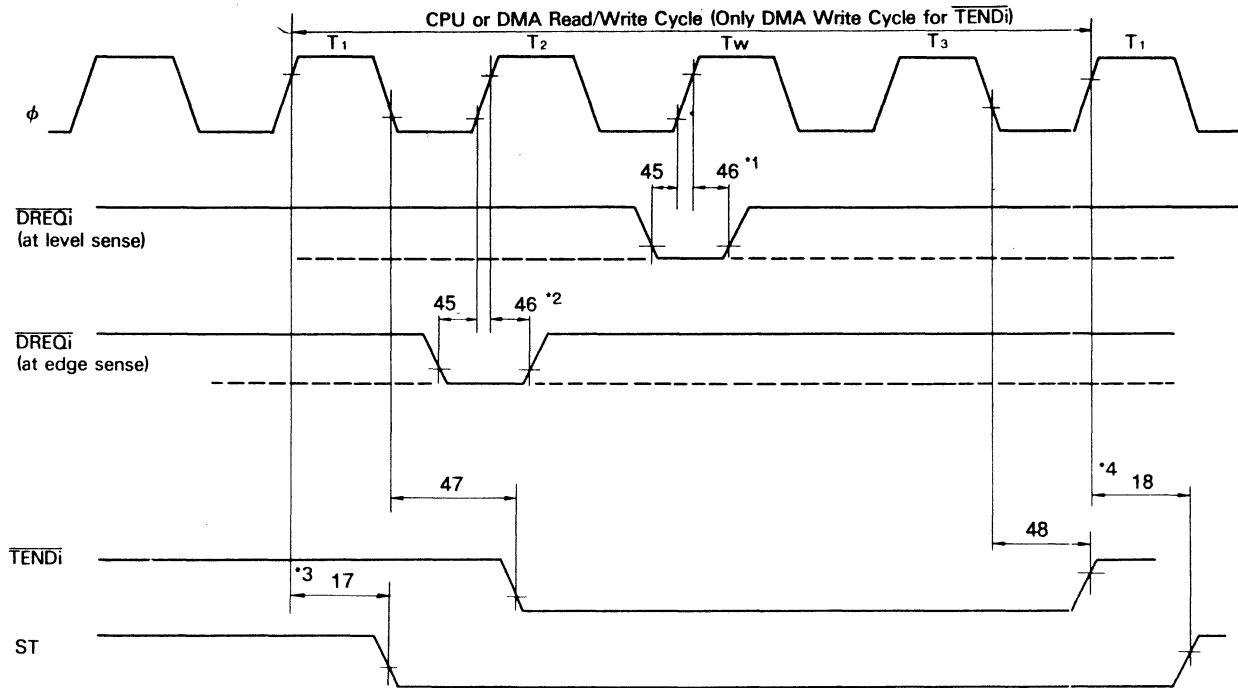 CPU or DMA Read/Write Cycle (Only DMA Write Cycle for TENDi)
T1 T2 Tw T3 T1
ϕ
45 46 *1
DREQi
(at level sense)
45 46 *2
DREQi
(at edge sense)
47
*4 18
48
TENDi
*3 17
ST